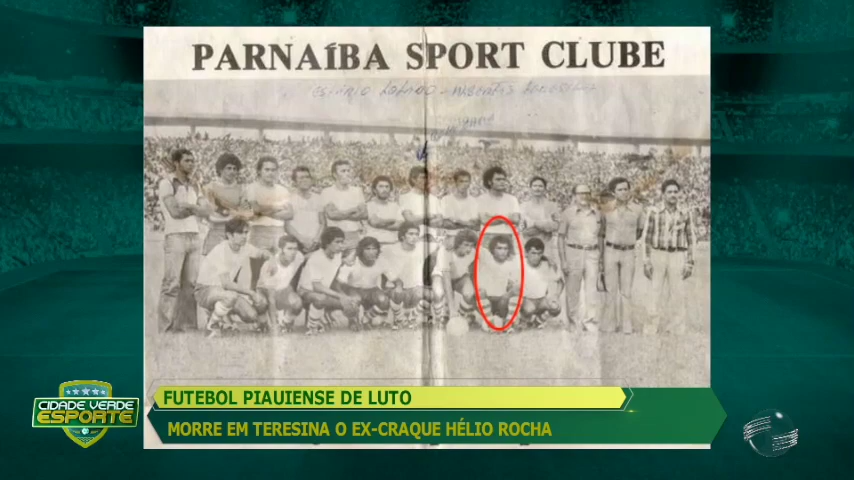 PARNAÍBA SPORT CLUBE
CIDADE VERDE
ESPORTE
FUTEBOL PIAUIENSE DE LUTO
MORRE EM TERESINA O EX-CRAQUE HÉLIO ROCHA